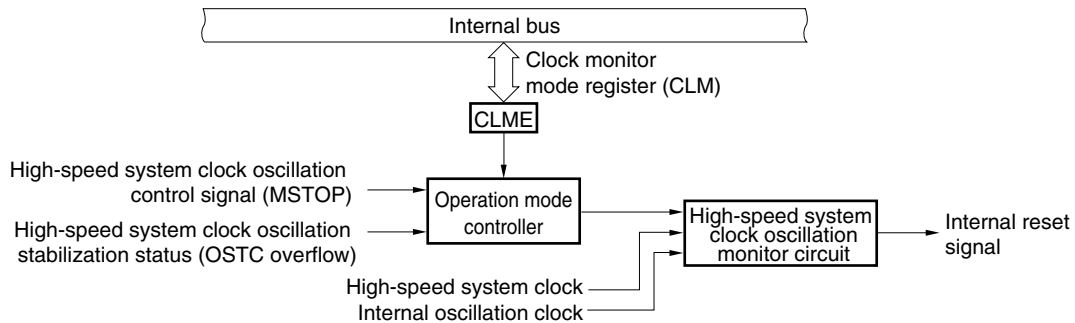 Internal bus
Clock monitor
mode register (CLM)
CLME
High-speed system clock oscillation
control signal (MSTOP)
High-speed system clock oscillation
stabilization status (OSTC overflow)
Operation mode
controller
High-speed system
clock oscillation
monitor circuit
Internal reset
signal
High-speed system clock
Internal oscillation clock